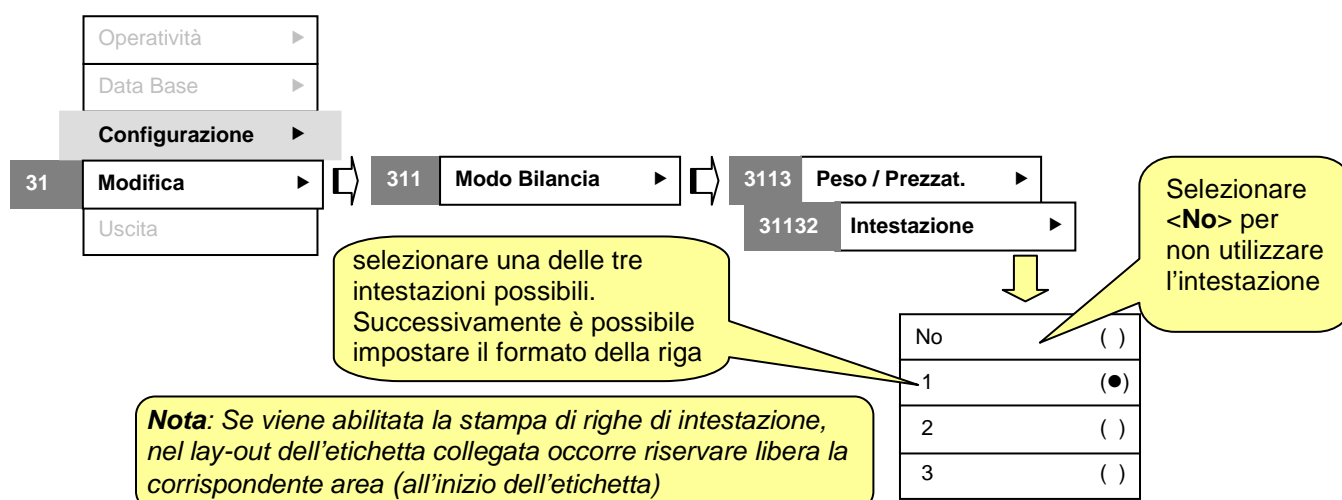 Operatività
Data Base
Configurazione
31 Modifica
Uscita
311 Modo Bilancia
3113 Peso / Prezzat.
31132 Intestazione
Selezionare
<No> per
non utilizzare
l'intestazione
selezionare una delle tre
intestazioni possibili.
Successivamente è possibile
impostare il formato della riga
No ( )
1 (●)
2 ( )
3 ( )
Nota: Se viene abilitata la stampa di righe di intestazione,
nel lay-out dell'etichetta collegata occorre riservare libera la
corrispondente area (all'inizio dell'etichetta)